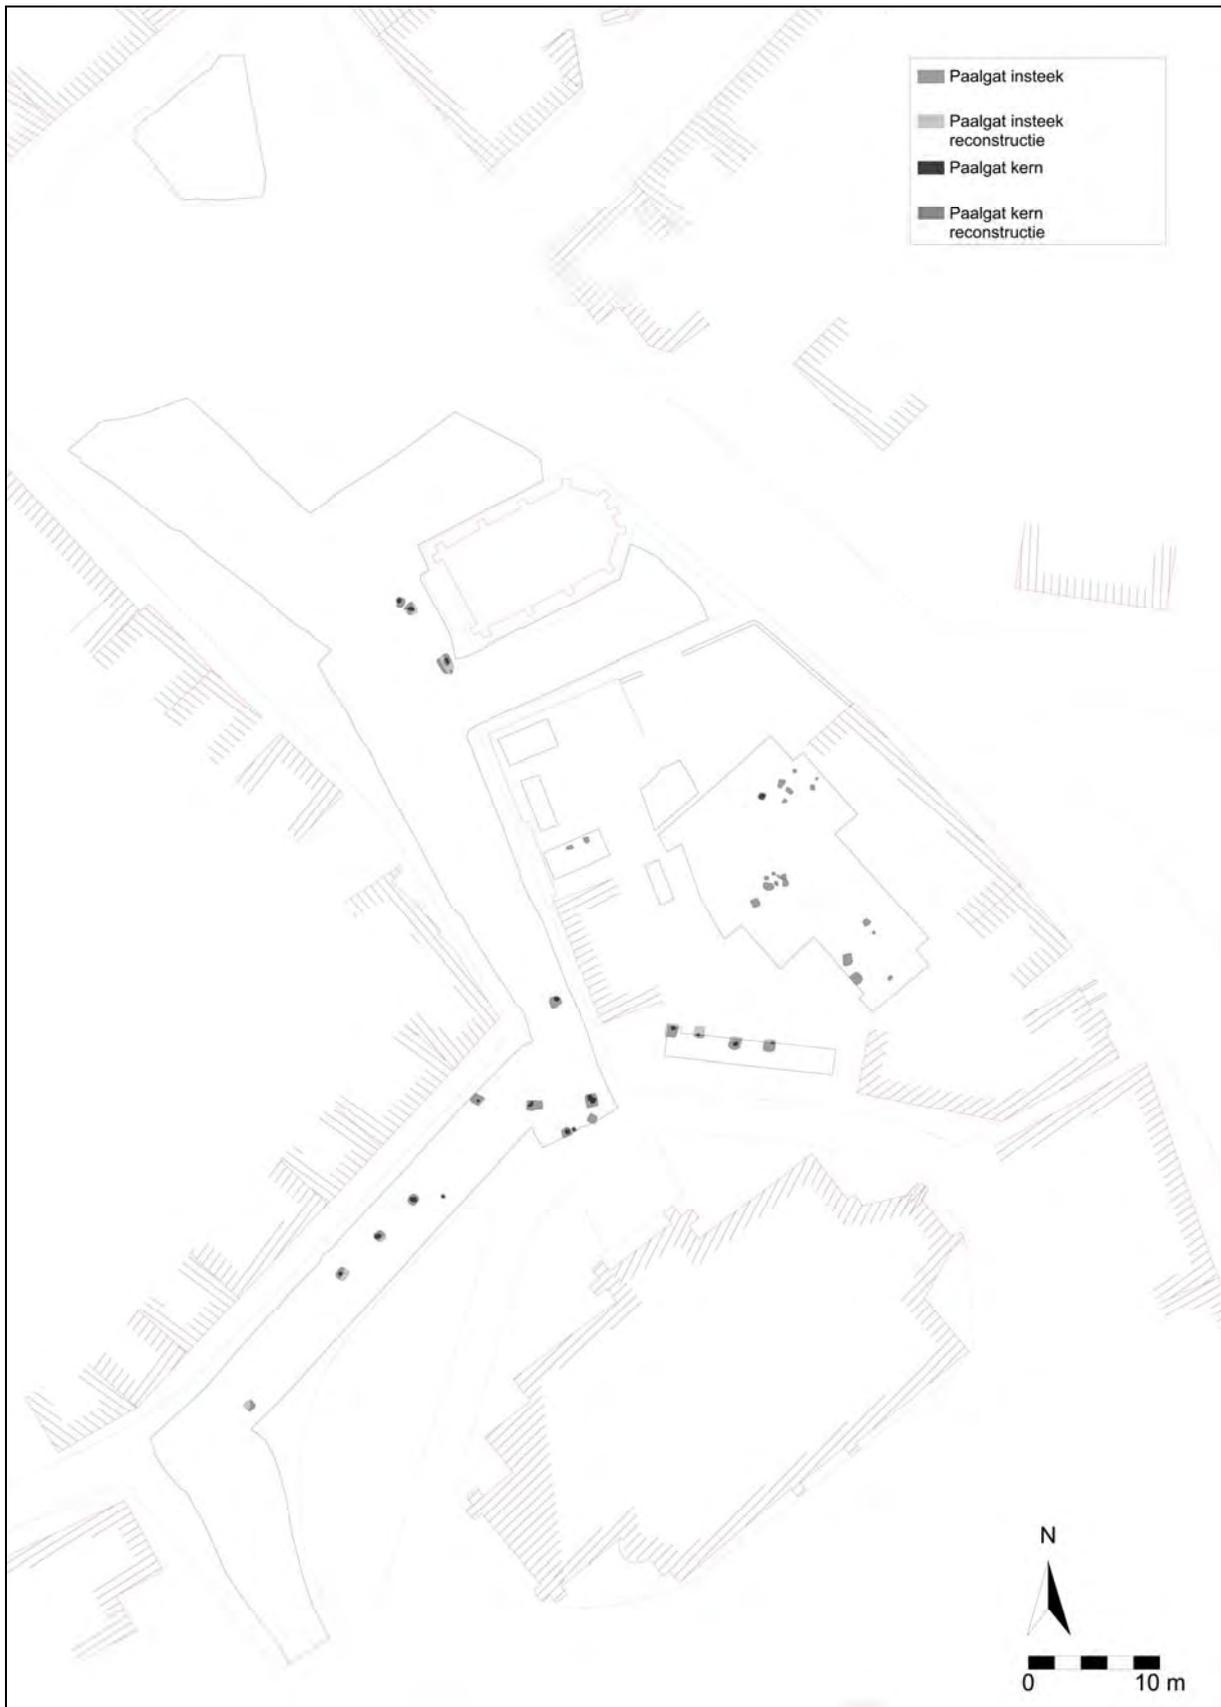 Paalgat insteek
Paalgat insteek
reconstructie
Paalgat kern
Paalgat kern
reconstructie
N
0 10 m